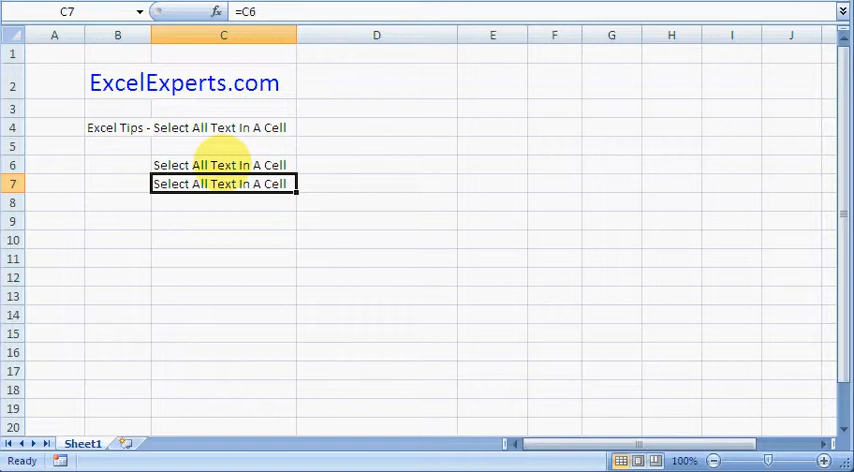 C7 fx =C6
A B C D E F G H I J
1
2 ExcelExperts.com
3
4 Excel Tips - Select All Text In A Cell
5
6 Select All Text In A Cell
7 Select All Text In A Cell
8
9
10
11
12
13
14
15
16
17
18
19
20
Sheet1
Ready 100%